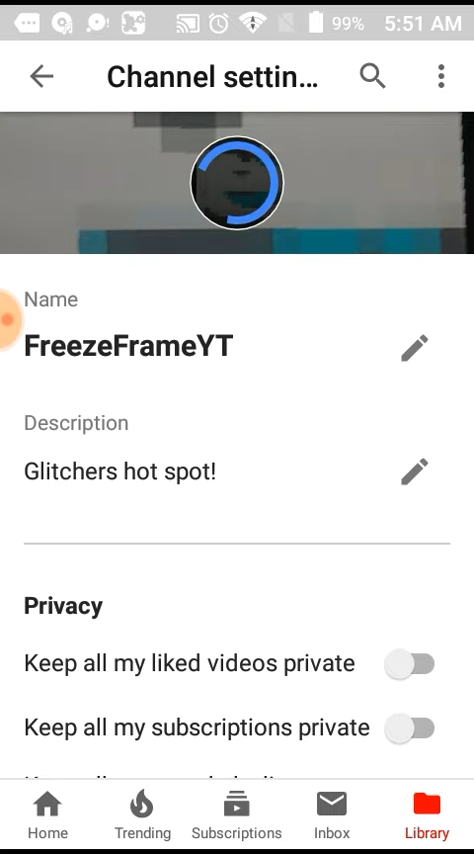 99% 5:51 AM
Channel settin...
Name
FreezeFrameYT
Description
Glitchers hot spot!
Privacy
Keep all my liked videos private
Keep all my subscriptions private
Home Trending Subscriptions Inbox Library